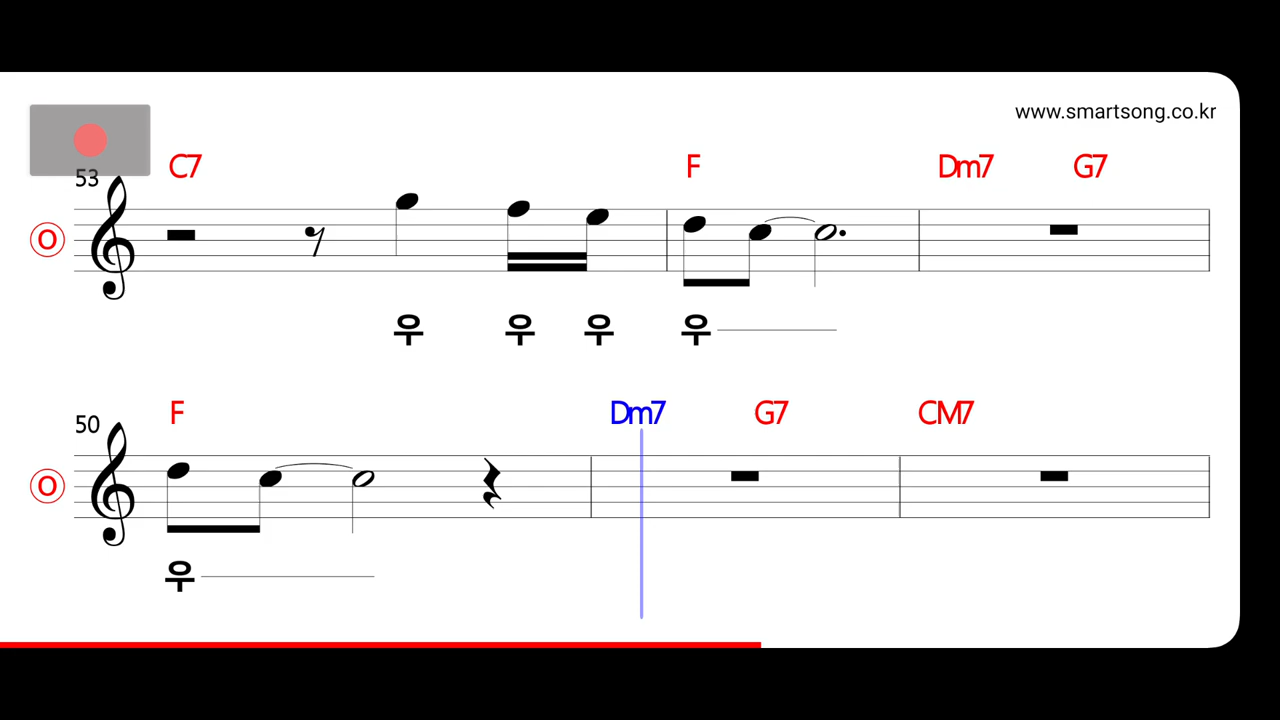 www.smartsong.co.kr
C7 F Dm7 G7
53
O
우 우 우 우
F Dm7 G7 CM7
50
O
우